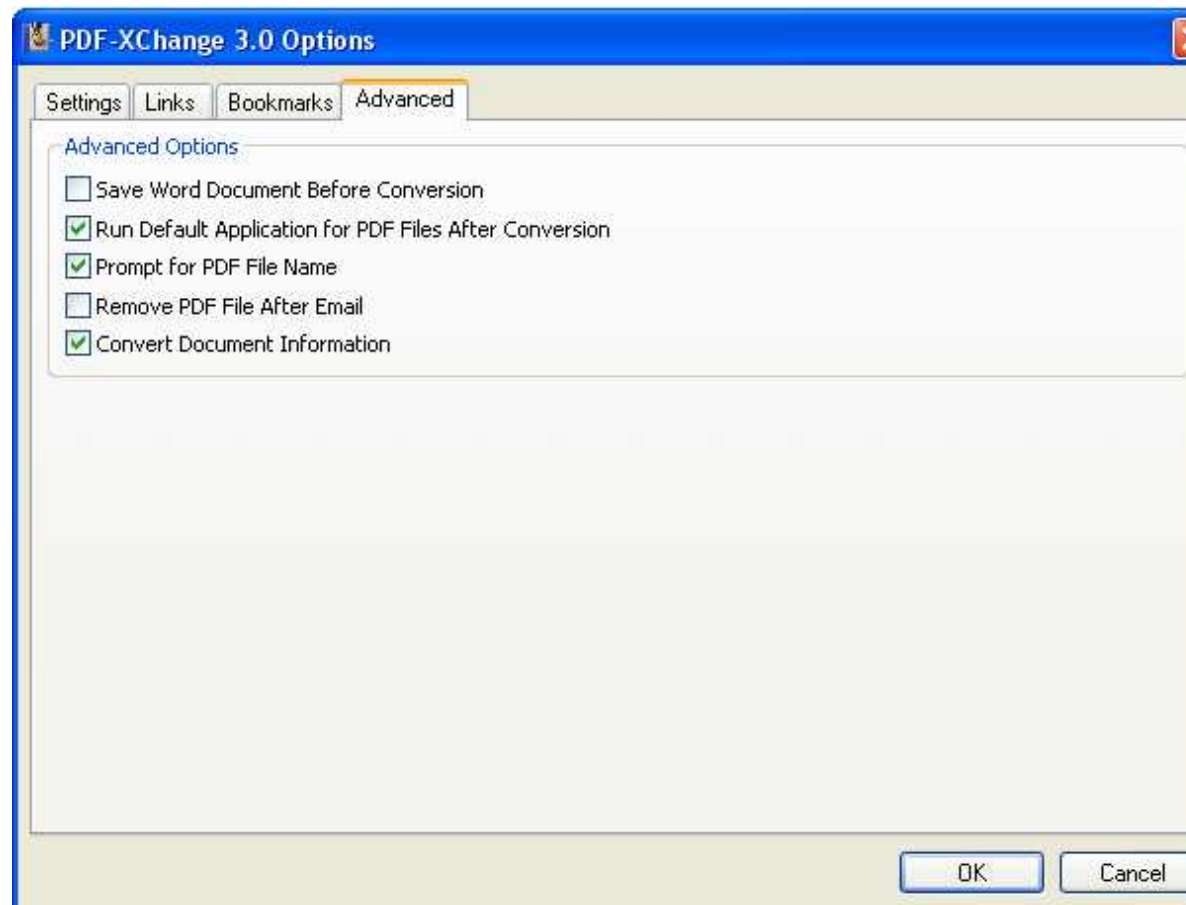 PDF-XChange 3.0 Options
Settings Links Bookmarks Advanced
Advanced Options
Save Word Document Before Conversion
Run Default Application for PDF Files After Conversion
Prompt for PDF File Name
Remove PDF File After Email
Convert Document Information
OK Cancel